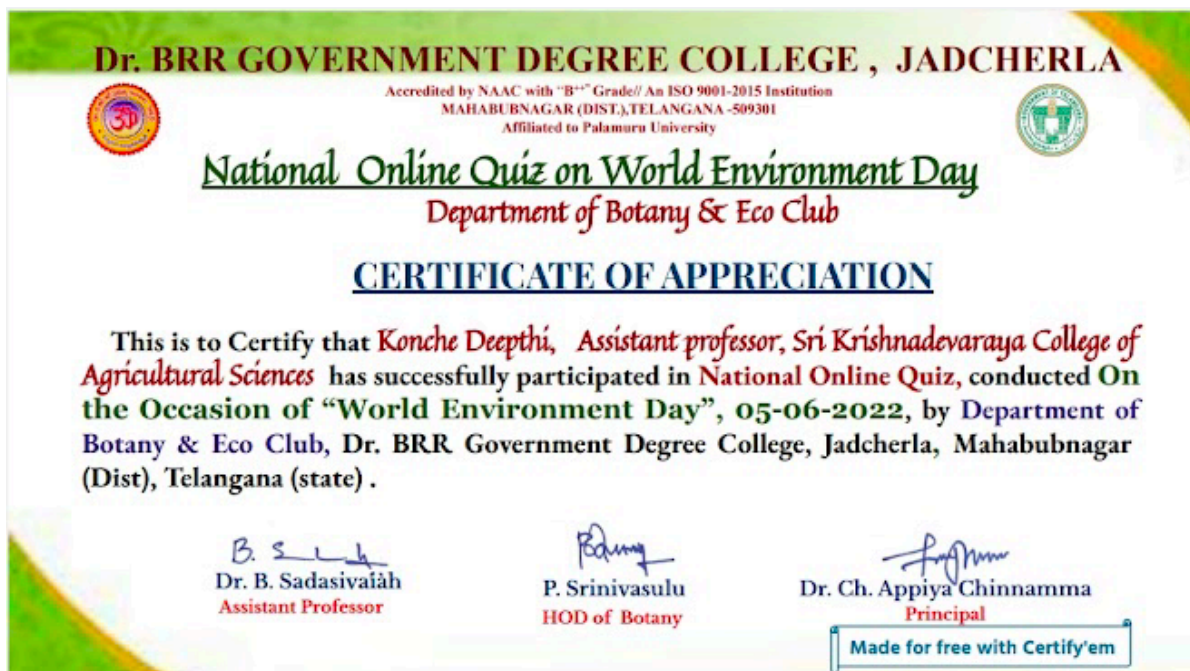 Dr. BRR GOVERNMENT DEGREE COLLEGE , JADCHERLA
Accredited by NAAC with “B++” Grade// An ISO 9001-2015 Institution
MAHABUBNAGAR (DIST.),TELANGANA -509301
Affiliated to Palamuru University
National Online Quiz on World Environment Day
Department of Botany & Eco Club
CERTIFICATE OF APPRECIATION
This is to Certify that Konche Deepthi, Assistant professor, Sri Krishnadevaraya College of
Agricultural Sciences has successfully participated in National Online Quiz, conducted On
the Occasion of “World Environment Day”, 05-06-2022, by Department of
Botany & Eco Club, Dr. BRR Government Degree College, Jadcherla, Mahabubnagar
(Dist), Telangana (state) .
Dr. B. Sadasivaiah
Assistant Professor
P. Srinivasulu
HOD of Botany
Dr. Ch. Appiya Chinnamma
Principal
Made for free with Certify'em